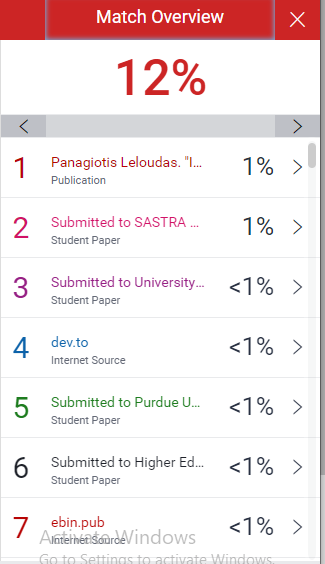 Match Overview
12%
1 Panagiotis Leloudas. "I... 1%
Publication
2 Submitted to SASTRA ... 1%
Student Paper
3 Submitted to University... <1%
Student Paper
4 dev.to <1%
Internet Source
5 Submitted to Purdue U... <1%
Student Paper
6 Submitted to Higher Ed... <1%
Student Paper
7 ebin.pub <1%
Internet Source
Activate Windows
Go to Settings to activate Windows.